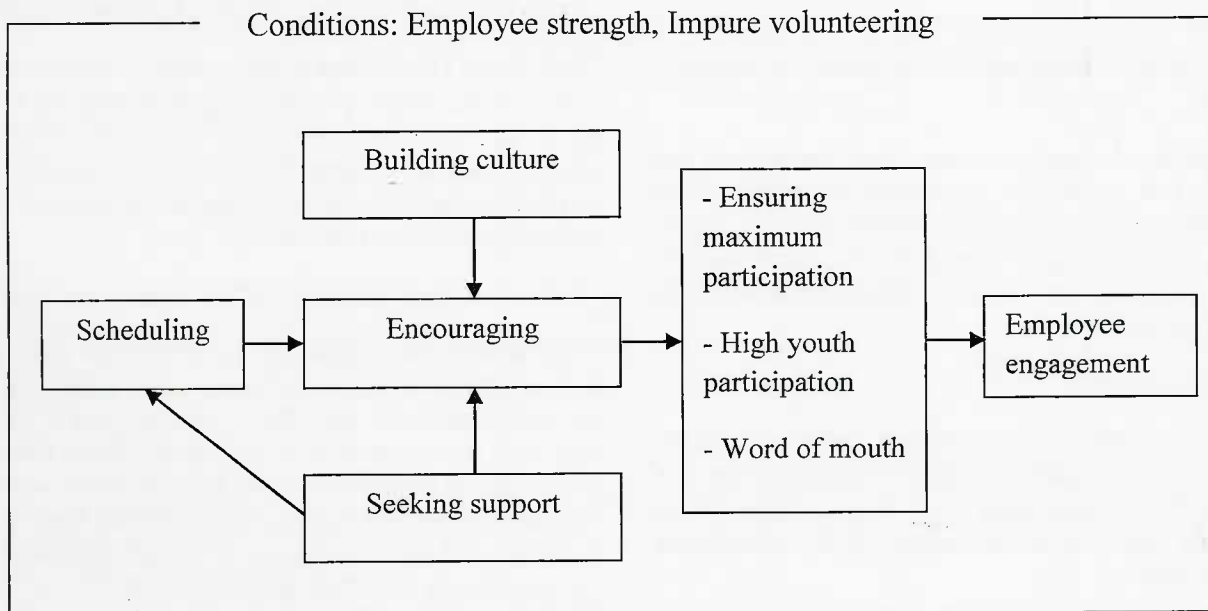 Conditions: Employee strength, Impure volunteering
Building culture
Scheduling
Encouraging
Seeking support
- Ensuring
maximum
participation
- High youth
participation
- Word of mouth
Employee
engagement